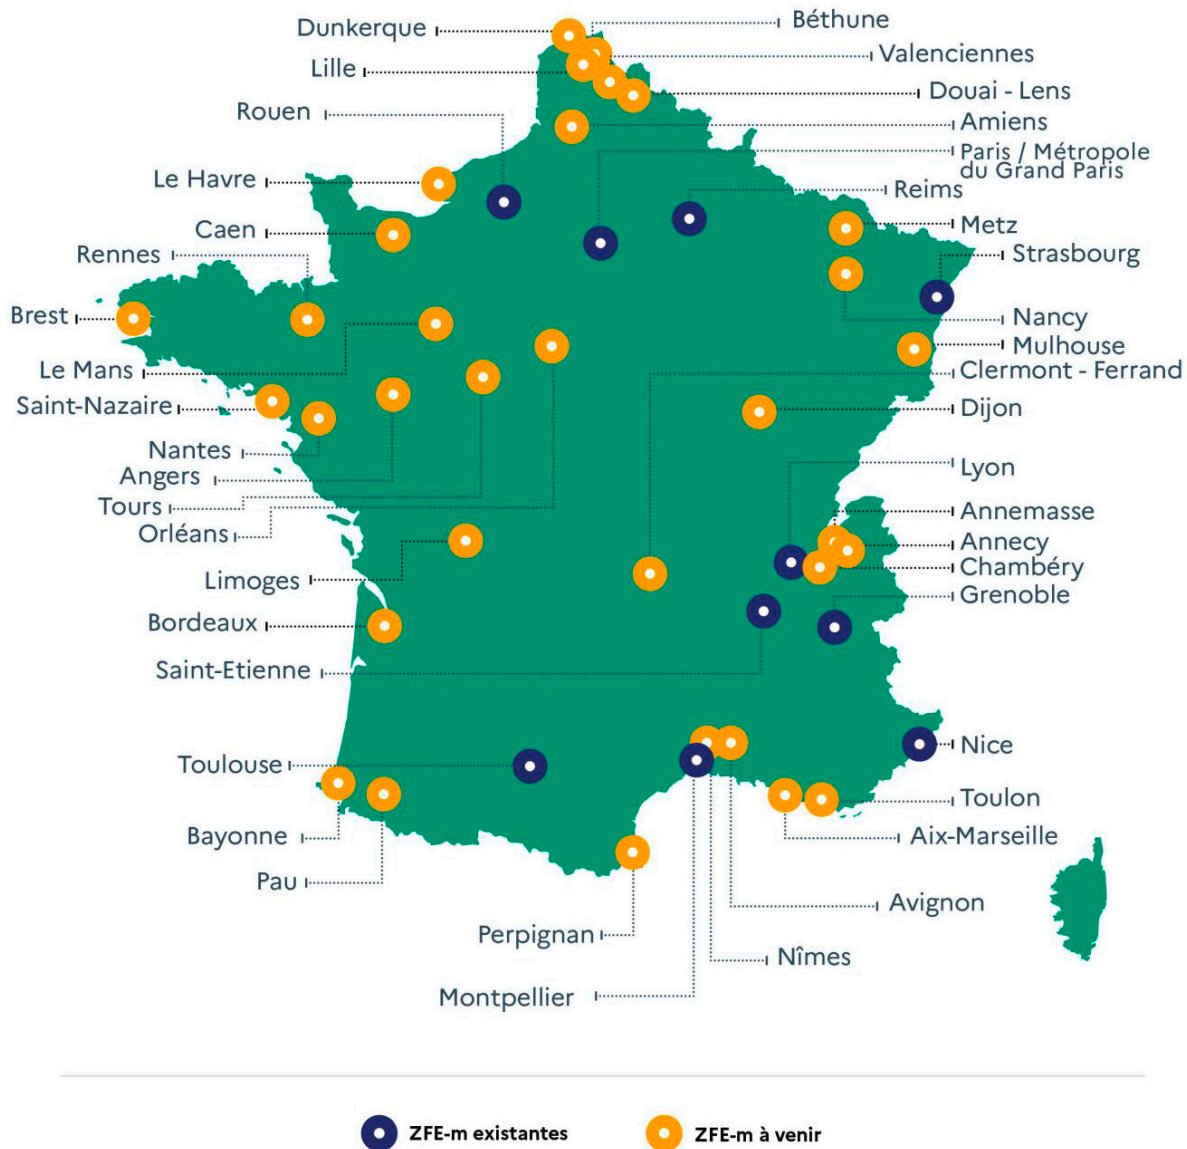 Béthune
Dunkerque
Valenciennes
Lille
Douai - Lens
Rouen
Amiens
Paris / Métropole
du Grand Paris
Le Havre
Reims
Caen
Metz
Rennes
Strasbourg
Brest
Nancy
Mulhouse
Le Mans
Clermont - Ferrand
Saint-Nazaire
Dijon
Nantes
Lyon
Angers
Tours
Annemasse
Orléans
Annecy
Chambéry
Limoges
Grenoble
Bordeaux
Saint-Etienne
Nice
Toulouse
Toulon
Bayonne
Aix-Marseille
Pau
Avignon
Perpignan
Nîmes
Montpellier
ZFE-m existantes
ZFE-m à venir